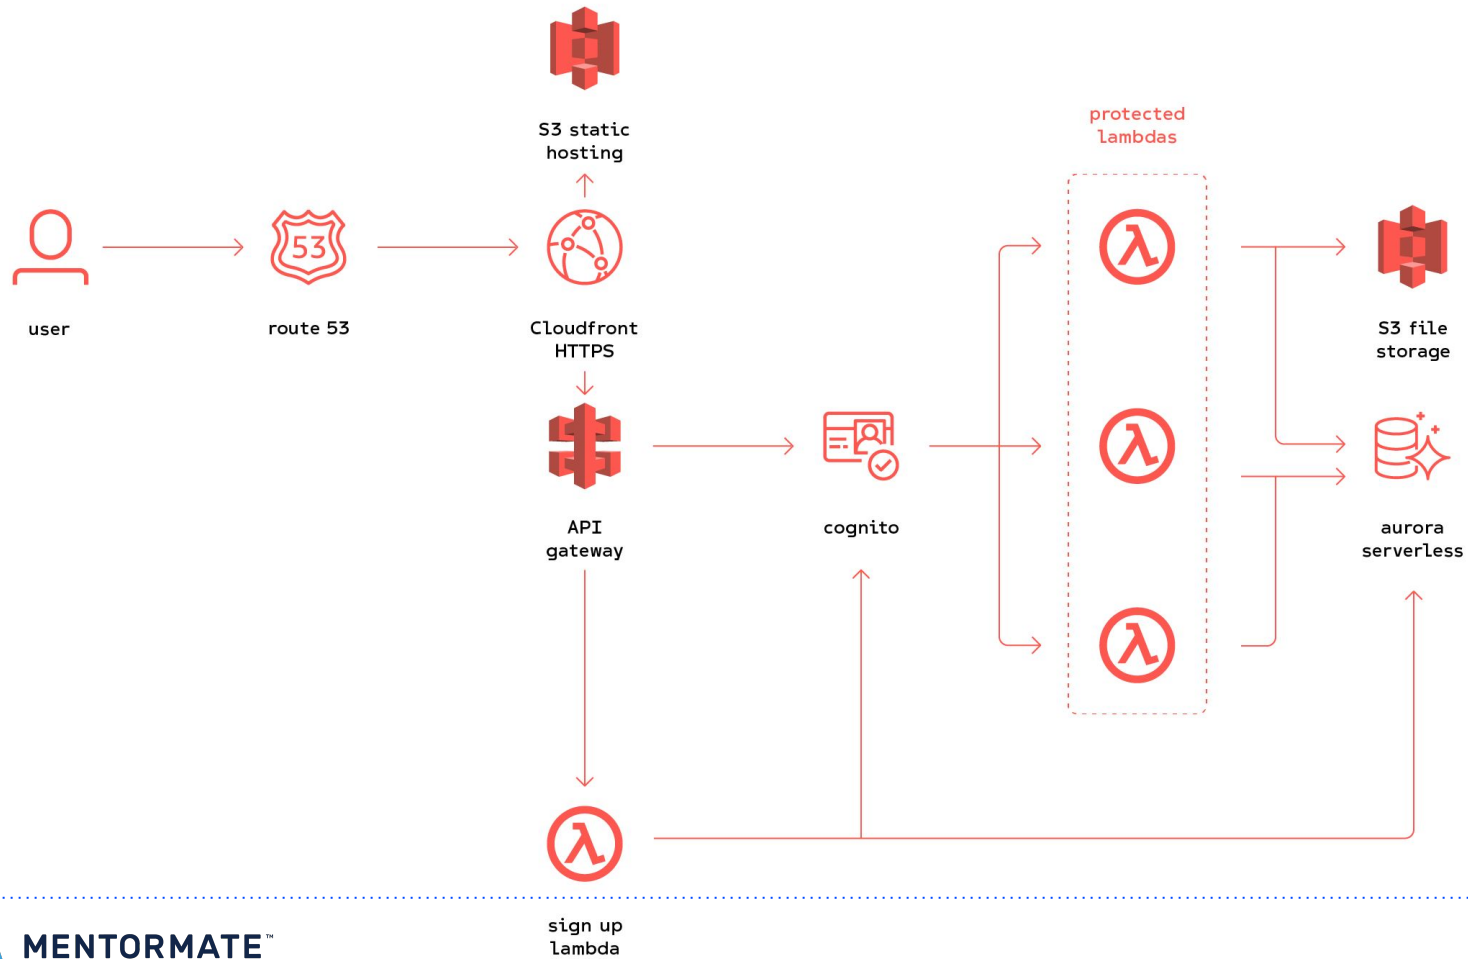 S3 static
hosting
protected
lambdas
53
user
route 53
Cloudfront
HTTPS
S3 file
storage
API
gateway
cognito
aurora
serverless
sign up
lambda
MENTORMATE™